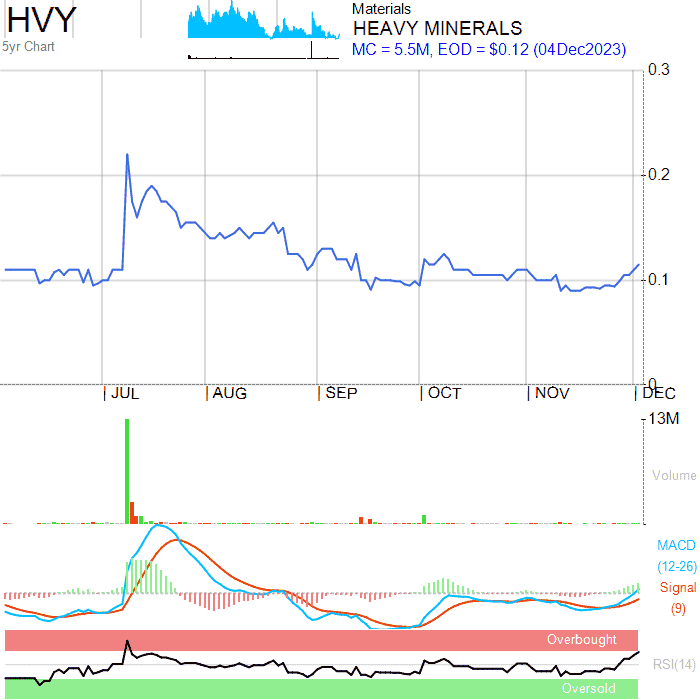 HVY
5yr Chart
Materials
HEAVY MINERALS
MC = 5.5M, EOD = $0.12 (04Dec2023)
0.3
0.2
0.1
0
JUL
AUG
SEP
OCT
NOV
DEC
13M
Volume
MACD
(12-26)
Signal
(9)
Overbought
RSI(14)
Oversold